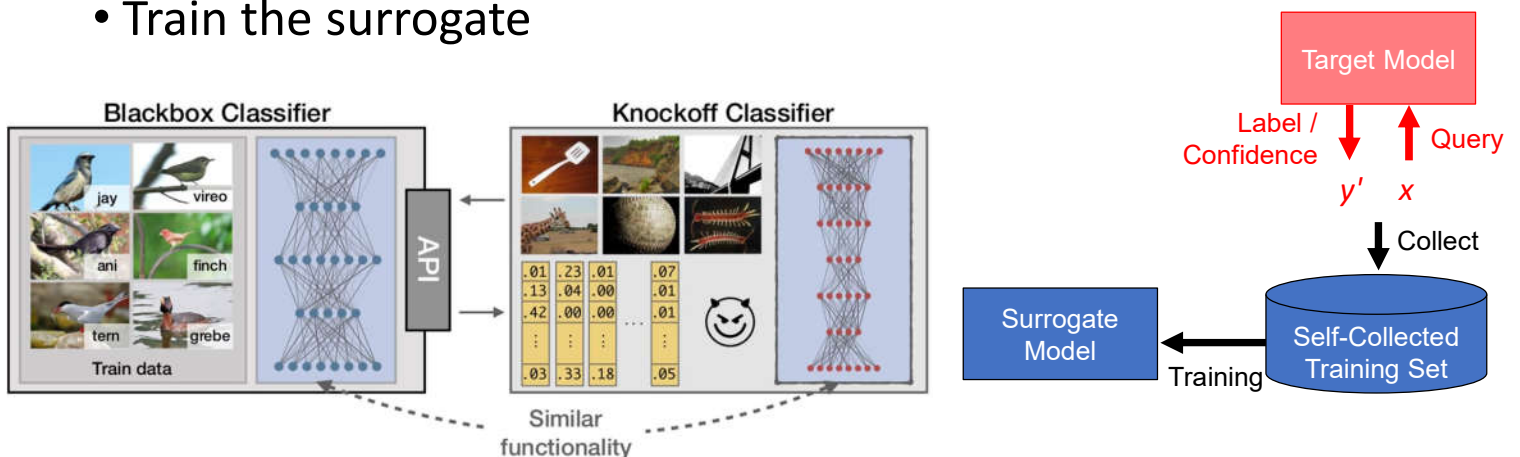 • Train the surrogate
Blackbox Classifier
jay
vireo
ani
finch
tern
grebe
Train data
API
Knockoff Classifier
.01 .23 .01 .07
.13 .04 .00 .01
.42 .00 .00 ... .01
⋮ ⋮ ⋮ ⋮
.03 .33 .18 .05
Similar
functionality
Target Model
Label /
Confidence
Query
y' x
Collect
Surrogate
Model
Training
Self-Collected
Training Set